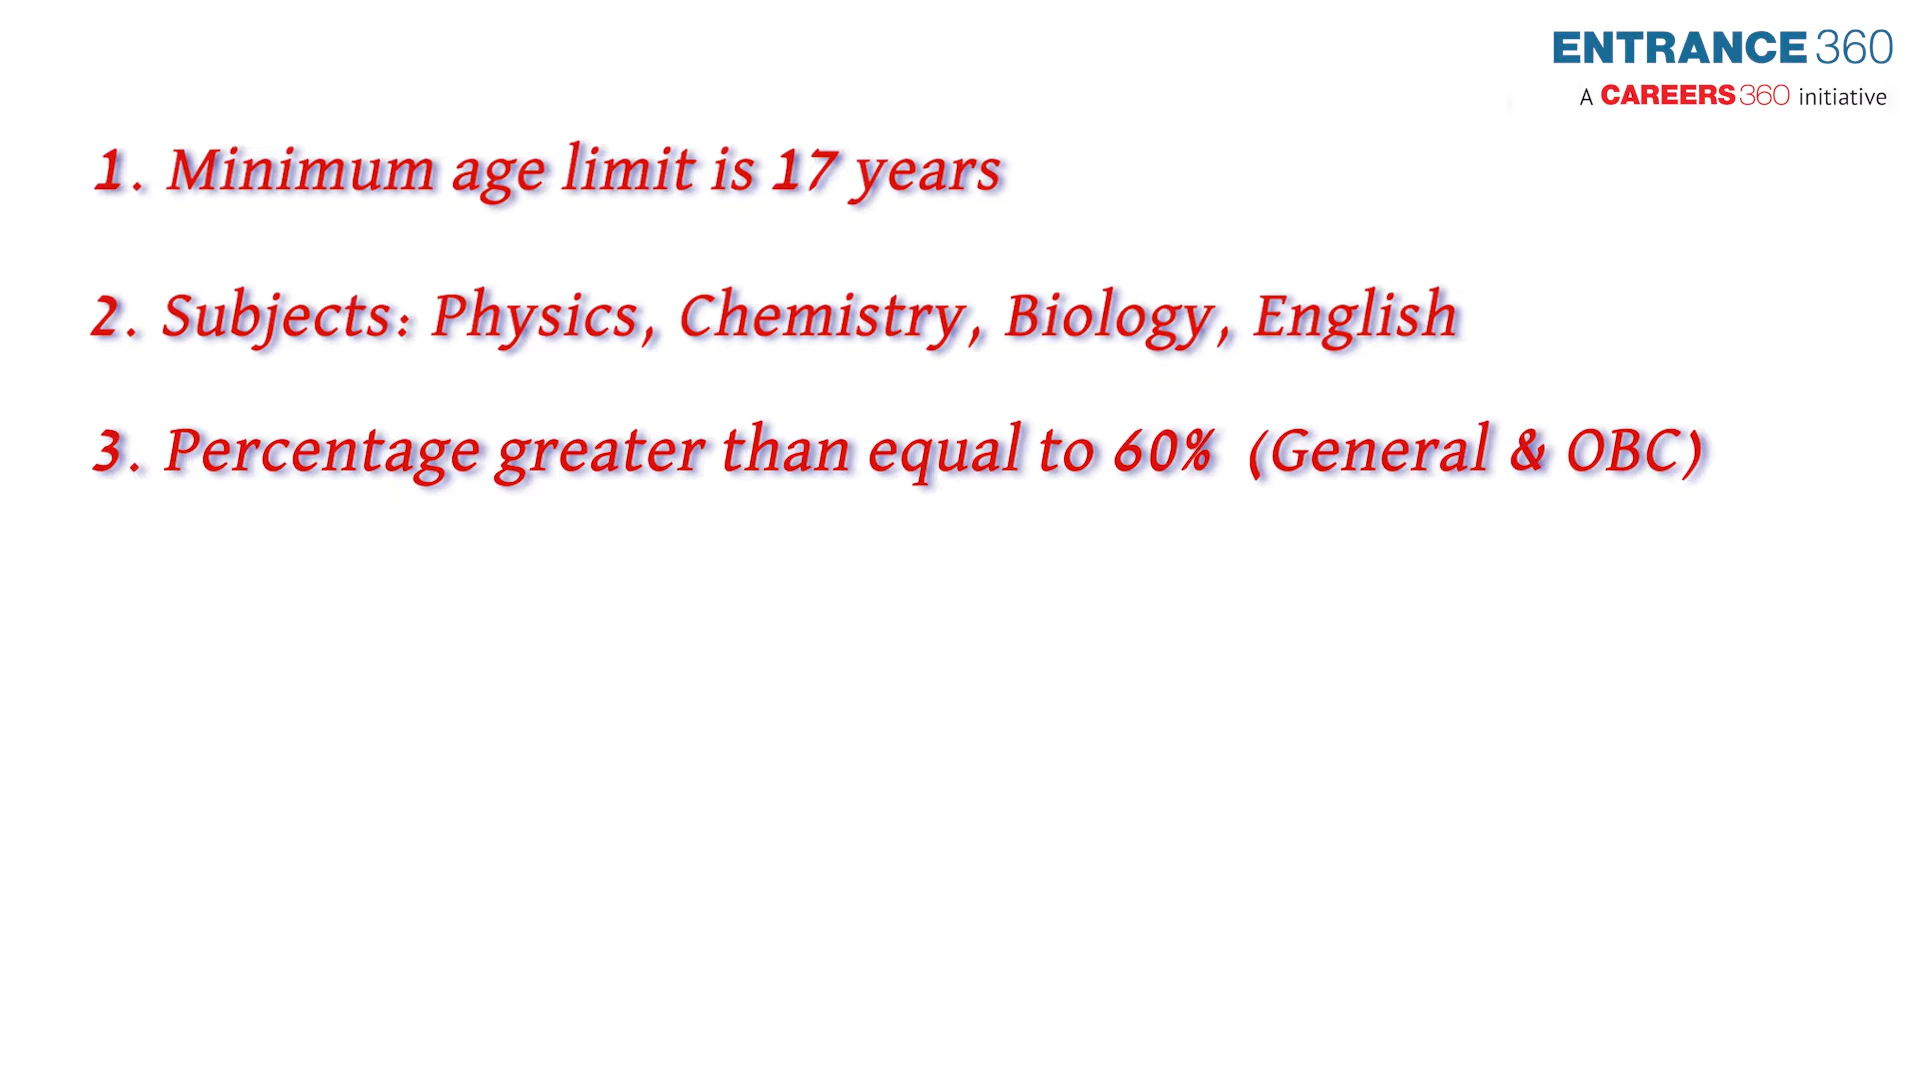 ENTRANCE 360
A CAREERS360 initiative
1. Minimum age limit is 17 years
2. Subjects: Physics, Chemistry, Biology, English
3. Percentage greater than equal to 60% (General & OBC)